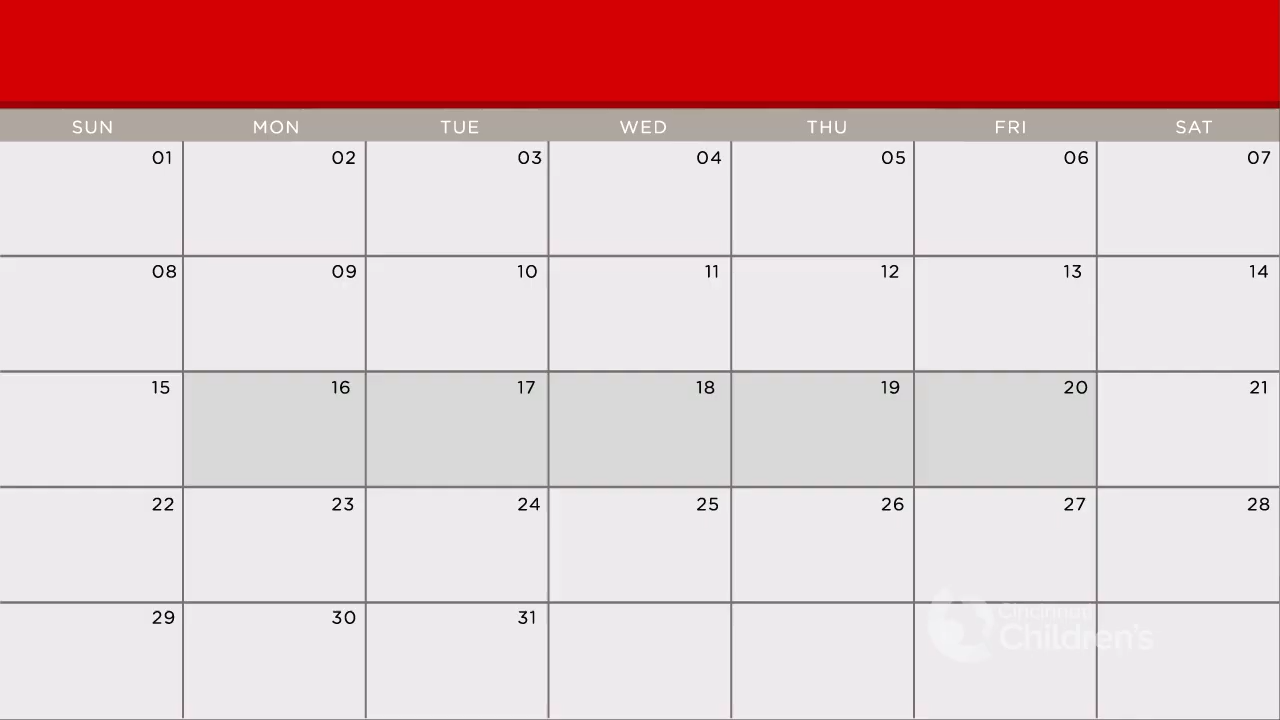 SUN MON TUE WED THU FRI SAT
01 02 03 04 05 06 07
08 09 10 11 12 13 14
15 16 17 18 19 20 21
22 23 24 25 26 27 28
29 30 31
Cincinnati
Children's